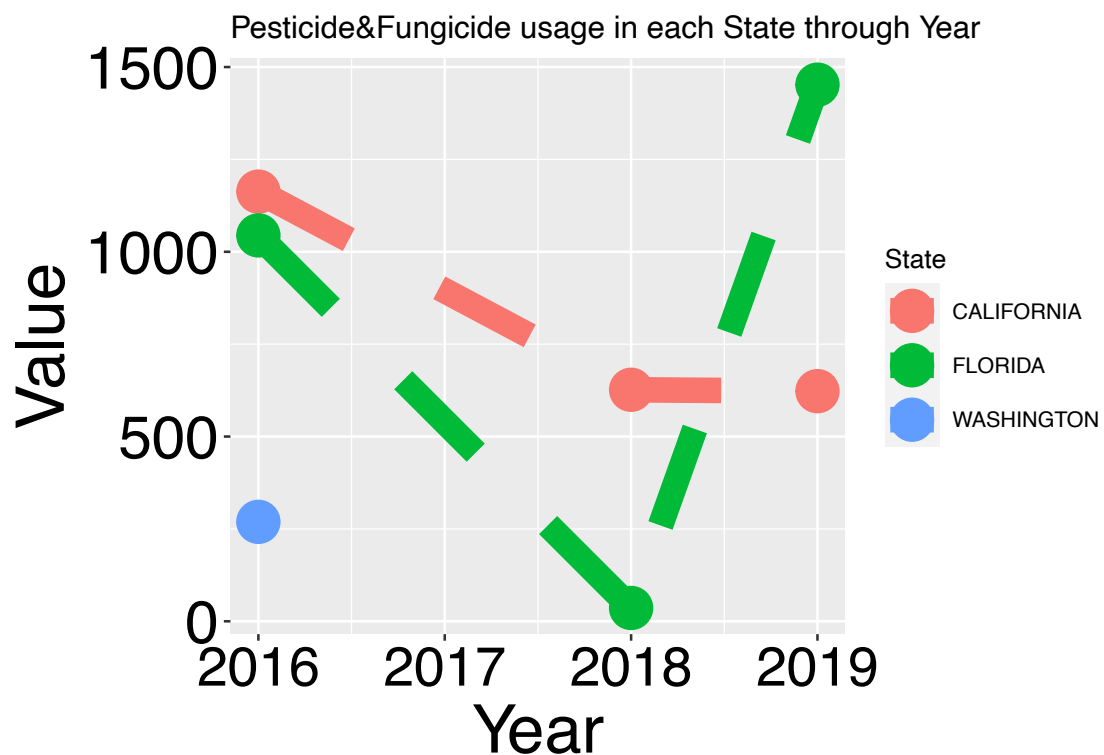 Pesticide&Fungicide usage in each State through Year
1500
1000
500
0
Value
2016 2017 2018 2019
Year
State
CALIFORNIA
FLORIDA
WASHINGTON